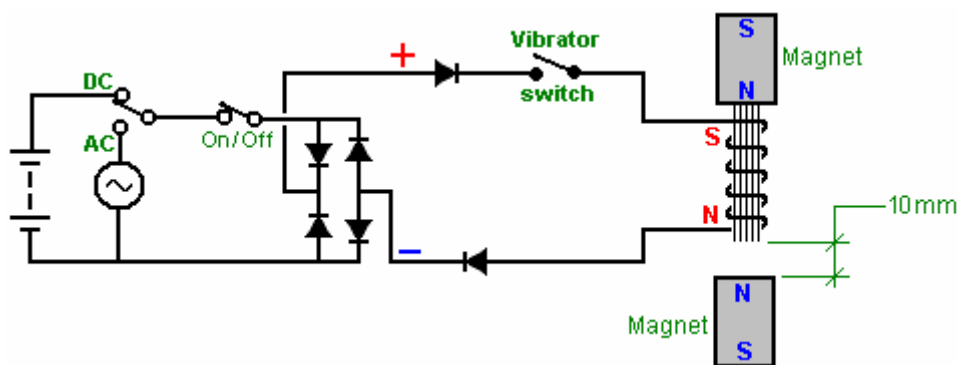 S
Magnet
N
+
Vibrator
switch
DC
AC
On/Off
S
N
10mm
−
N
Magnet
S